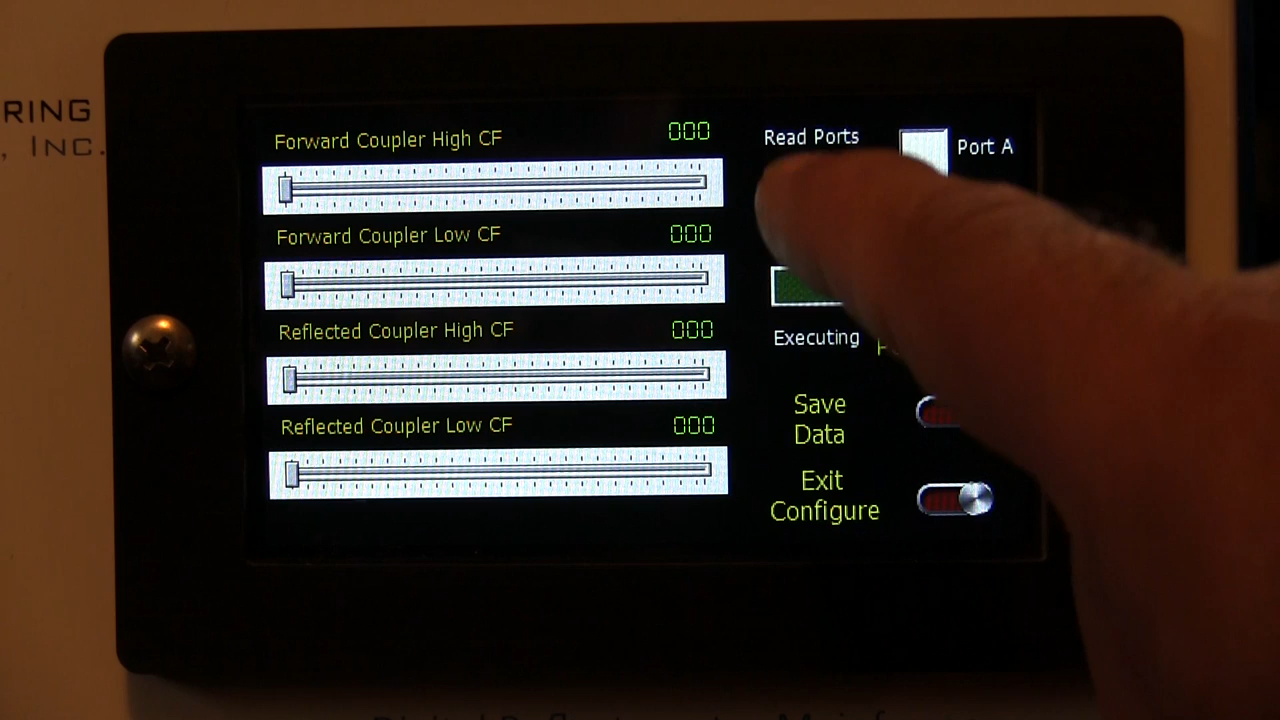 RING
, INC.
Forward Coupler High CF 000
Forward Coupler Low CF 000
Reflected Coupler High CF 000
Reflected Coupler Low CF 000
Read Ports
Port A
Executing
Save
Data
Exit
Configure